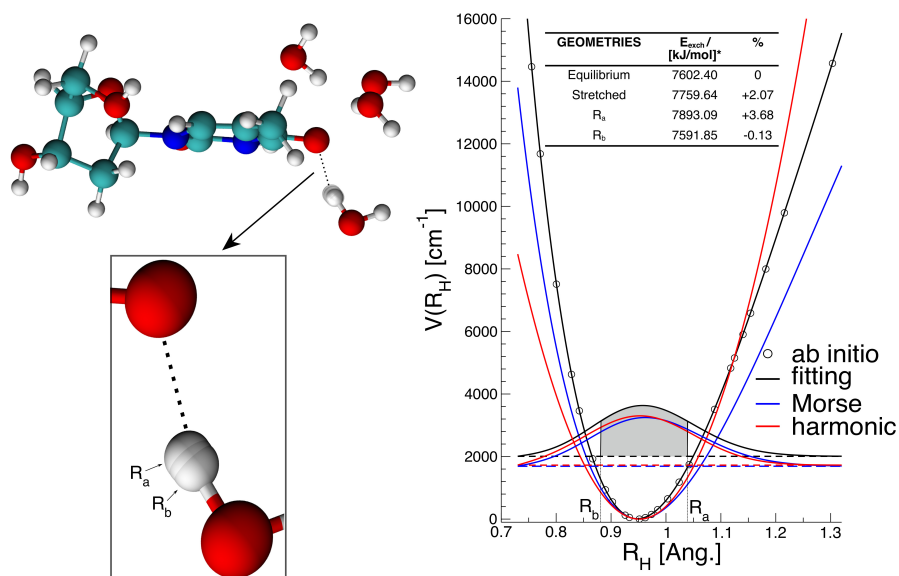 R_a
R_b
V(R_H) [cm^-1]
16000
14000
12000
10000
8000
6000
4000
2000
0
GEOMETRIES E_exch / [kJ/mol]* %
Equilibrium 7602.40 0
Stretched 7759.64 +2.07
R_a 7893.09 +3.68
R_b 7591.85 -0.13
ab initio
fitting
Morse
harmonic
R_b R_a
0.7 0.8 0.9 1 1.1 1.2 1.3
R_H [Ang.]